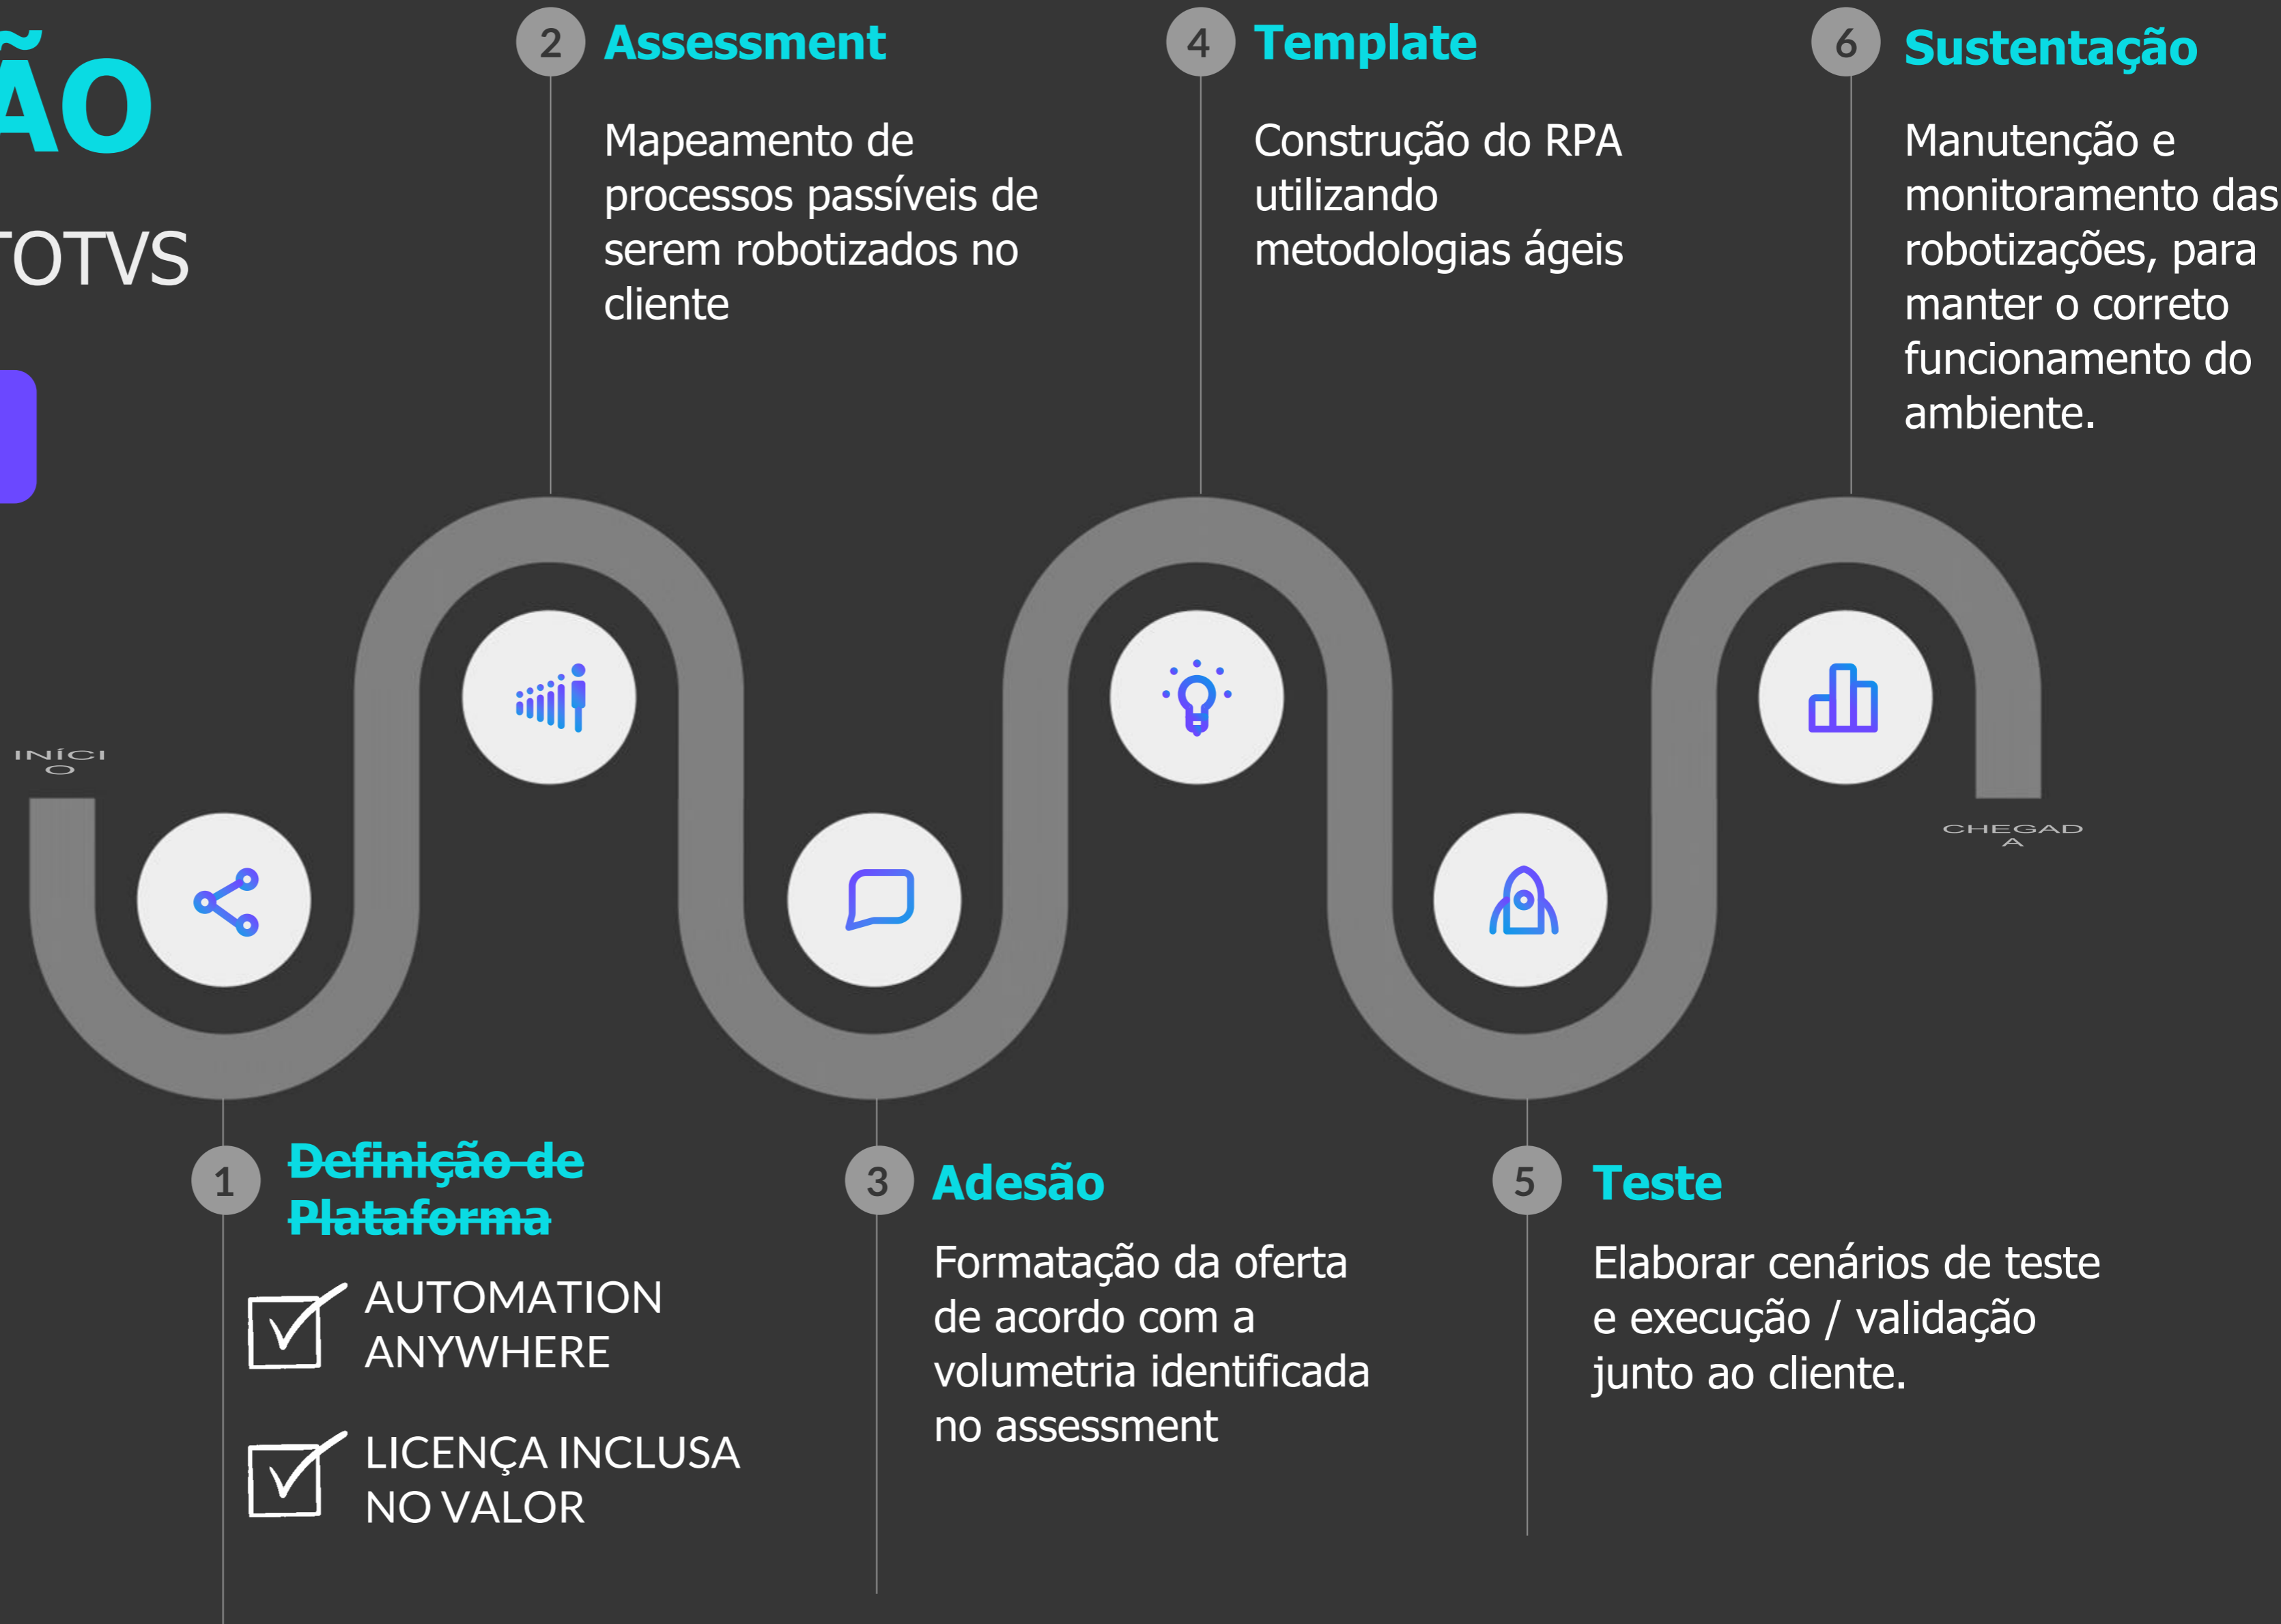 ÃO
TOTVS
2
Assessment
Mapeamento de
processos passíveis de
serem robotizados no
cliente
4
Template
Construção do RPA
utilizando
metodologias ágeis
6
Sustentação
Manutenção e
monitoramento das
robotizações, para
manter o correto
funcionamento do
ambiente.
INÍCI
O
CHEGAD
A
1
Definição de
Plataforma
AUTOMATION
ANYWHERE
LICENÇA INCLUSA
NO VALOR
3
Adesão
Formatação da oferta
de acordo com a
volumetria identificada
no assessment
5
Teste
Elaborar cenários de teste
e execução / validação
junto ao cliente.